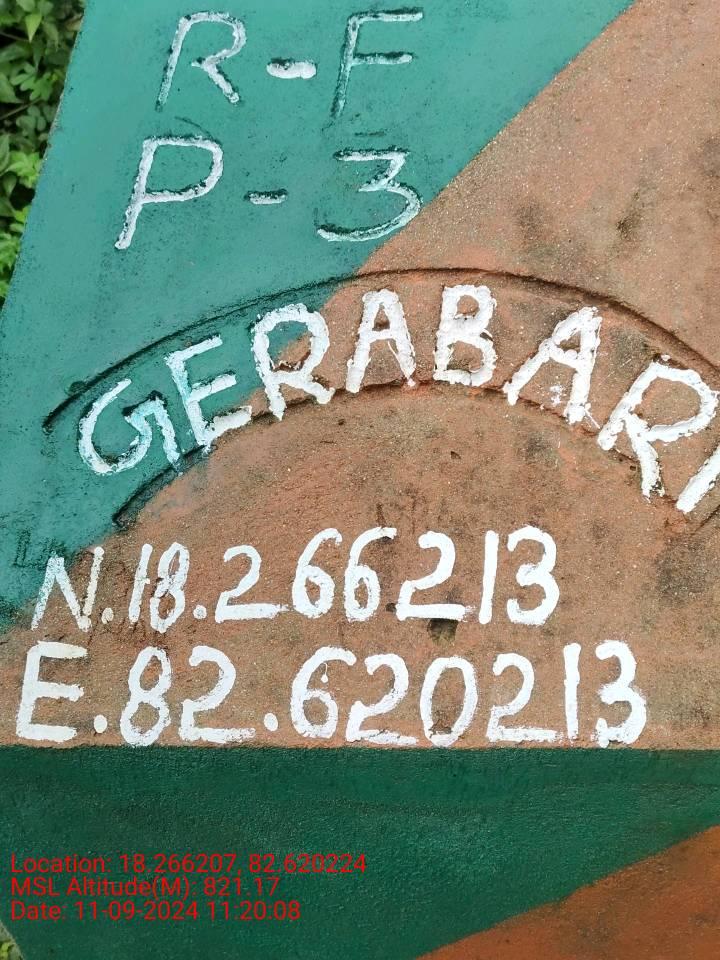 R-F
P-3
GERABARI
N.18.266213
E.82.620213
Location: 18.266207, 82.620224
MSL Altitude(M): 821.17
Date: 11-09-2024 11:20:08